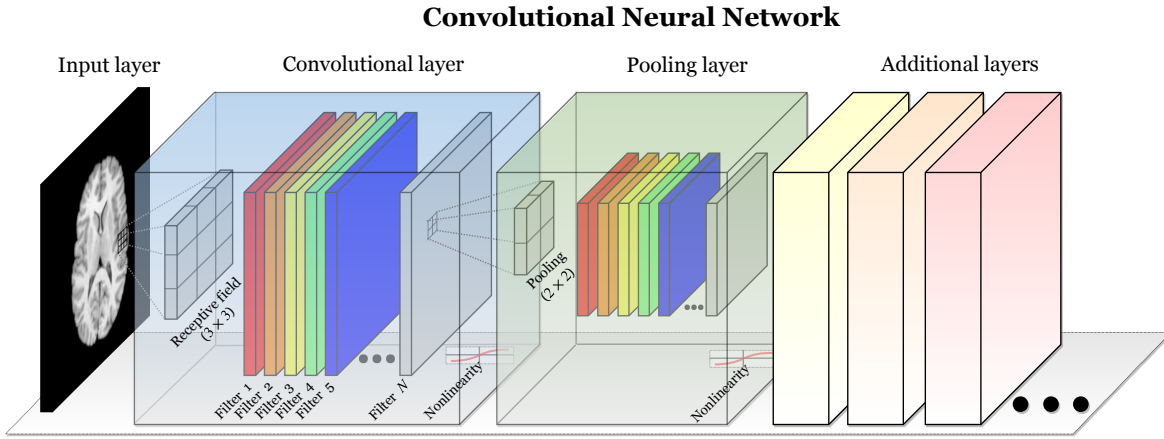 Convolutional Neural Network
Input layer
Convolutional layer
Pooling layer
Additional layers
Receptive field
(3 × 3)
Filter 1
Filter 2
Filter 3
Filter 4
Filter 5
Filter N
Nonlinearity
Pooling
(2 × 2)
Nonlinearity